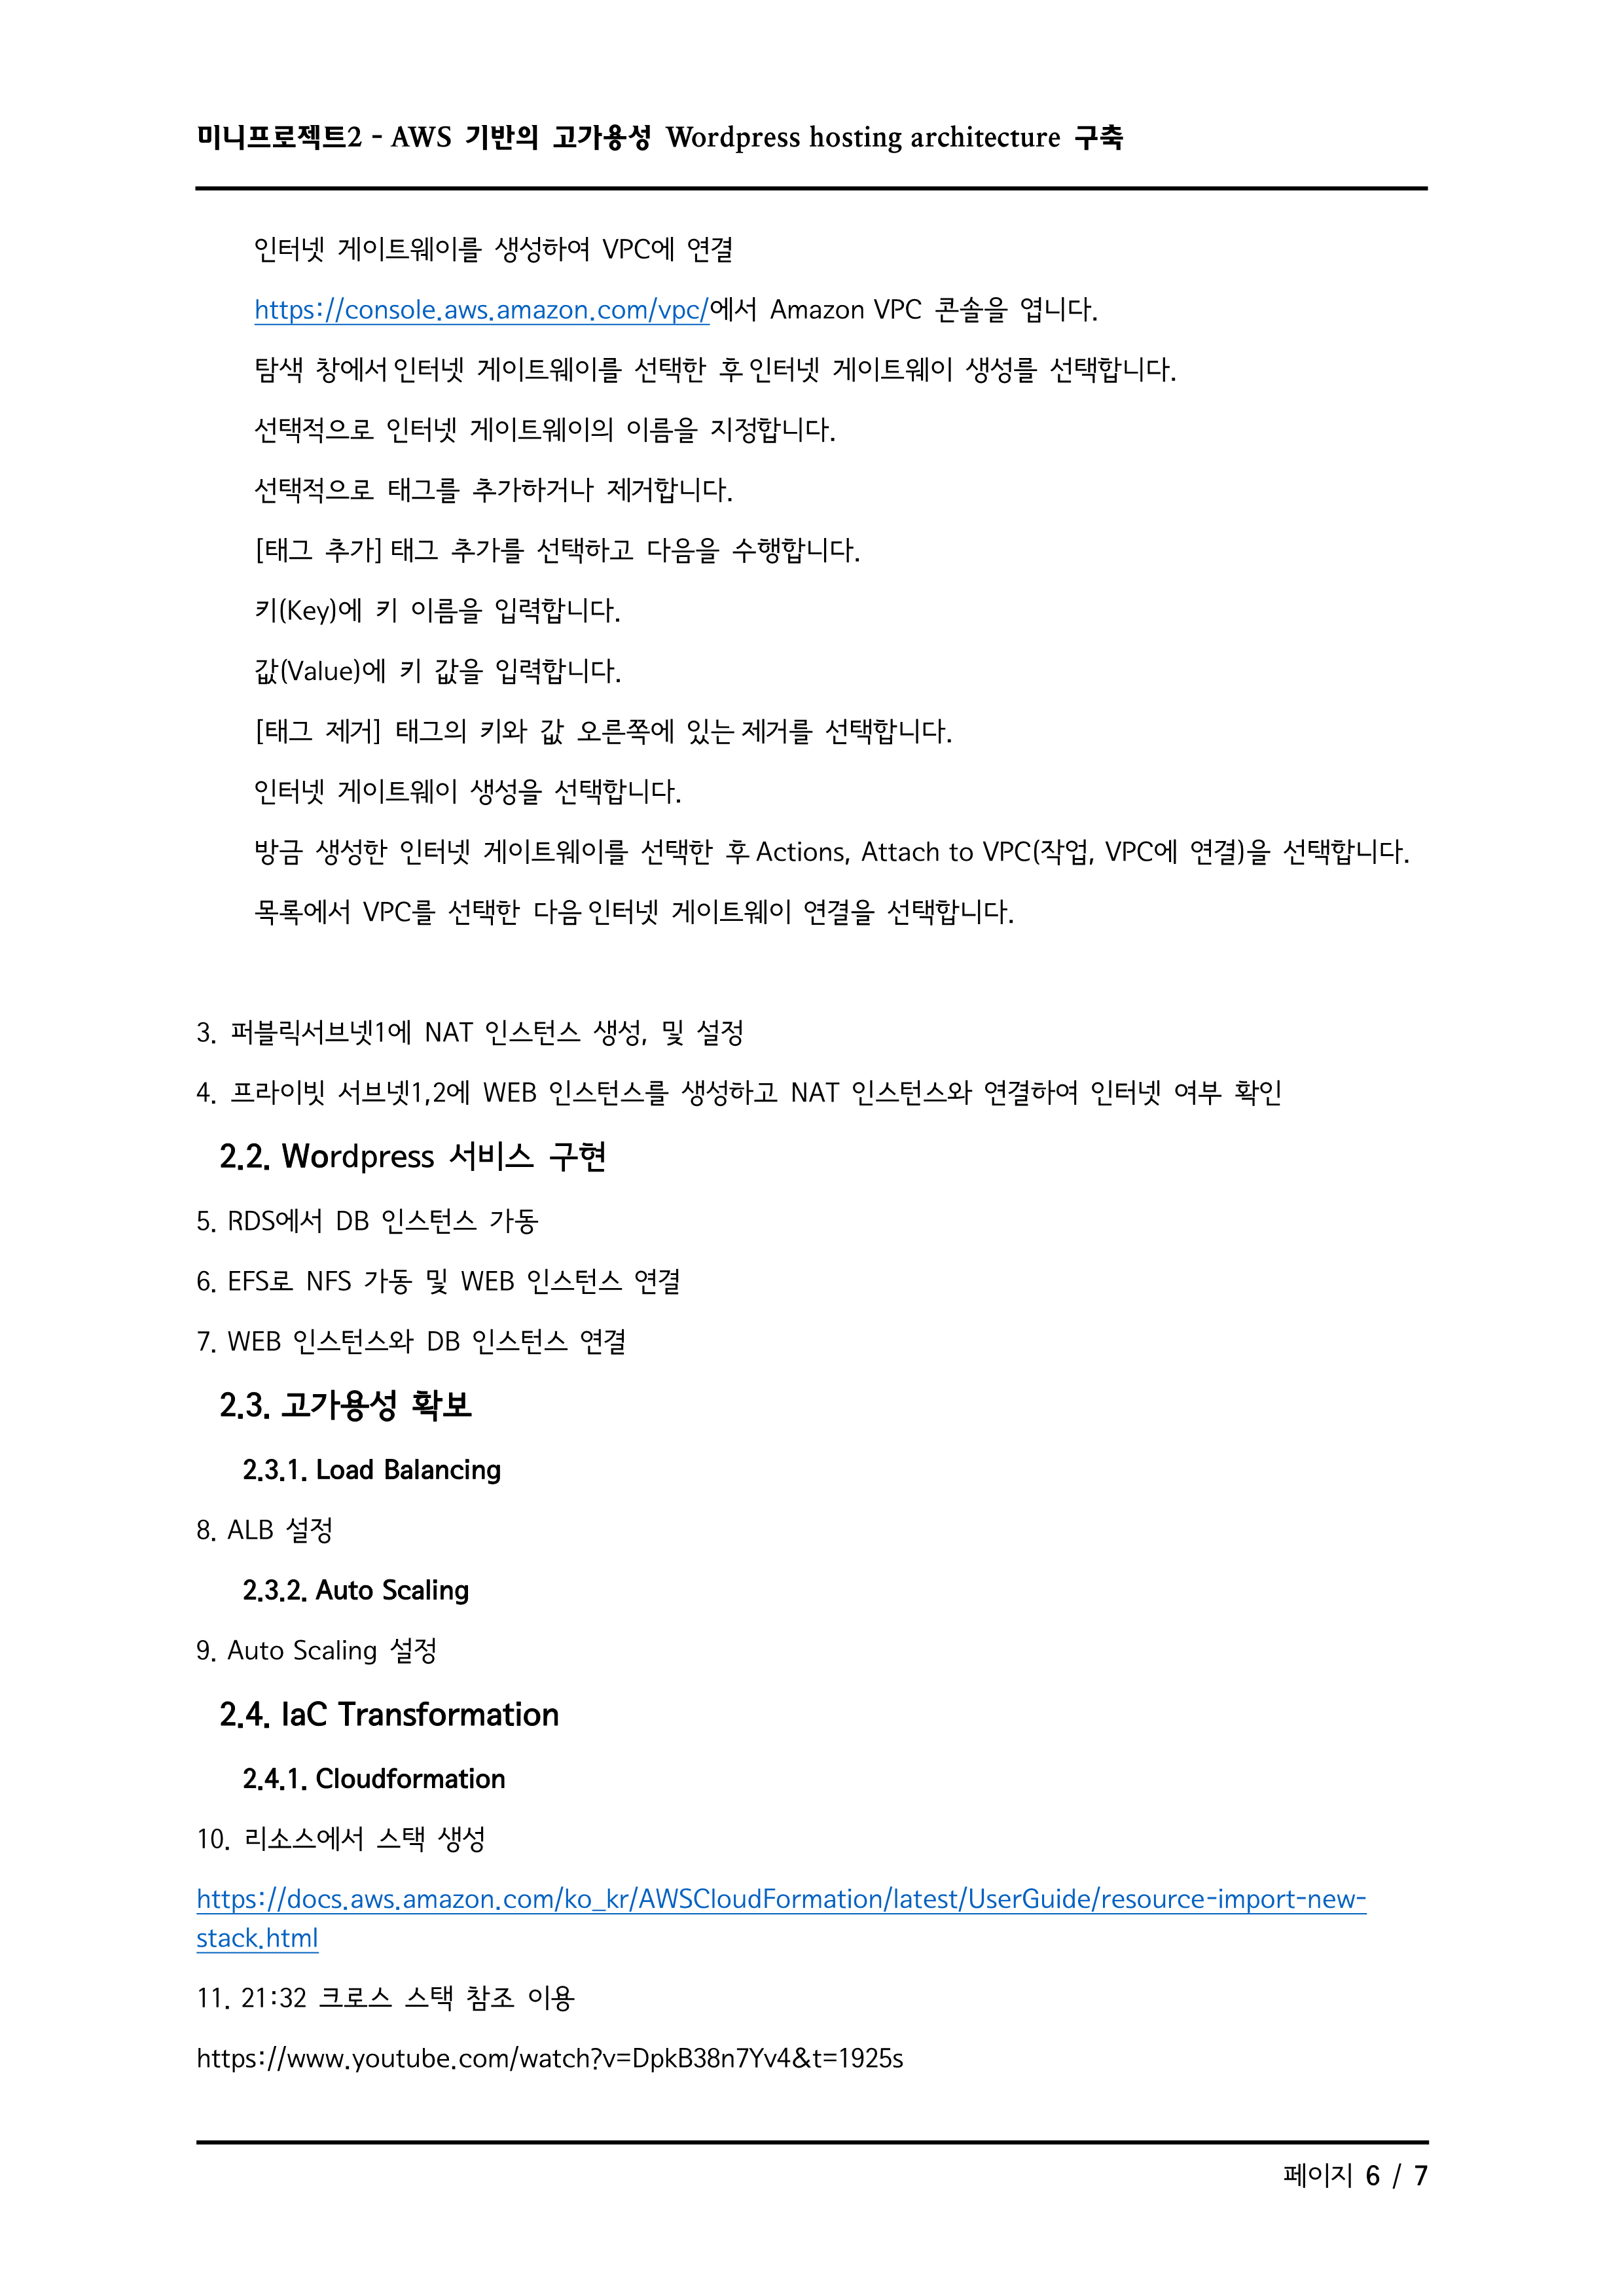 미니프로젝트2 - AWS 기반의 고가용성 Wordpress hosting architecture 구축
인터넷 게이트웨이를 생성하여 VPC에 연결
https://console.aws.amazon.com/vpc/에서 Amazon VPC 콘솔을 엽니다.
탐색 창에서 인터넷 게이트웨이를 선택한 후 인터넷 게이트웨이 생성를 선택합니다.
선택적으로 인터넷 게이트웨이의 이름을 지정합니다.
선택적으로 태그를 추가하거나 제거합니다.
[태그 추가] 태그 추가를 선택하고 다음을 수행합니다.
키(Key)에 키 이름을 입력합니다.
값(Value)에 키 값을 입력합니다.
[태그 제거] 태그의 키와 값 오른쪽에 있는 제거를 선택합니다.
인터넷 게이트웨이 생성을 선택합니다.
방금 생성한 인터넷 게이트웨이를 선택한 후 Actions, Attach to VPC(작업, VPC에 연결)을 선택합니다.
목록에서 VPC를 선택한 다음 인터넷 게이트웨이 연결을 선택합니다.
3. 퍼블릭서브넷1에 NAT 인스턴스 생성, 및 설정
4. 프라이빗 서브넷1,2에 WEB 인스턴스를 생성하고 NAT 인스턴스와 연결하여 인터넷 여부 확인
2.2. Wordpress 서비스 구현
5. RDS에서 DB 인스턴스 가동
6. EFS로 NFS 가동 및 WEB 인스턴스 연결
7. WEB 인스턴스와 DB 인스턴스 연결
2.3. 고가용성 확보
2.3.1. Load Balancing
8. ALB 설정
2.3.2. Auto Scaling
9. Auto Scaling 설정
2.4. IaC Transformation
2.4.1. Cloudformation
10. 리소스에서 스택 생성
https://docs.aws.amazon.com/ko_kr/AWSCloudFormation/latest/UserGuide/resource-import-new-
stack.html
11. 21:32 크로스 스택 참조 이용
https://www.youtube.com/watch?v=DpkB38n7Yv4&t=1925s
페이지 6 / 7